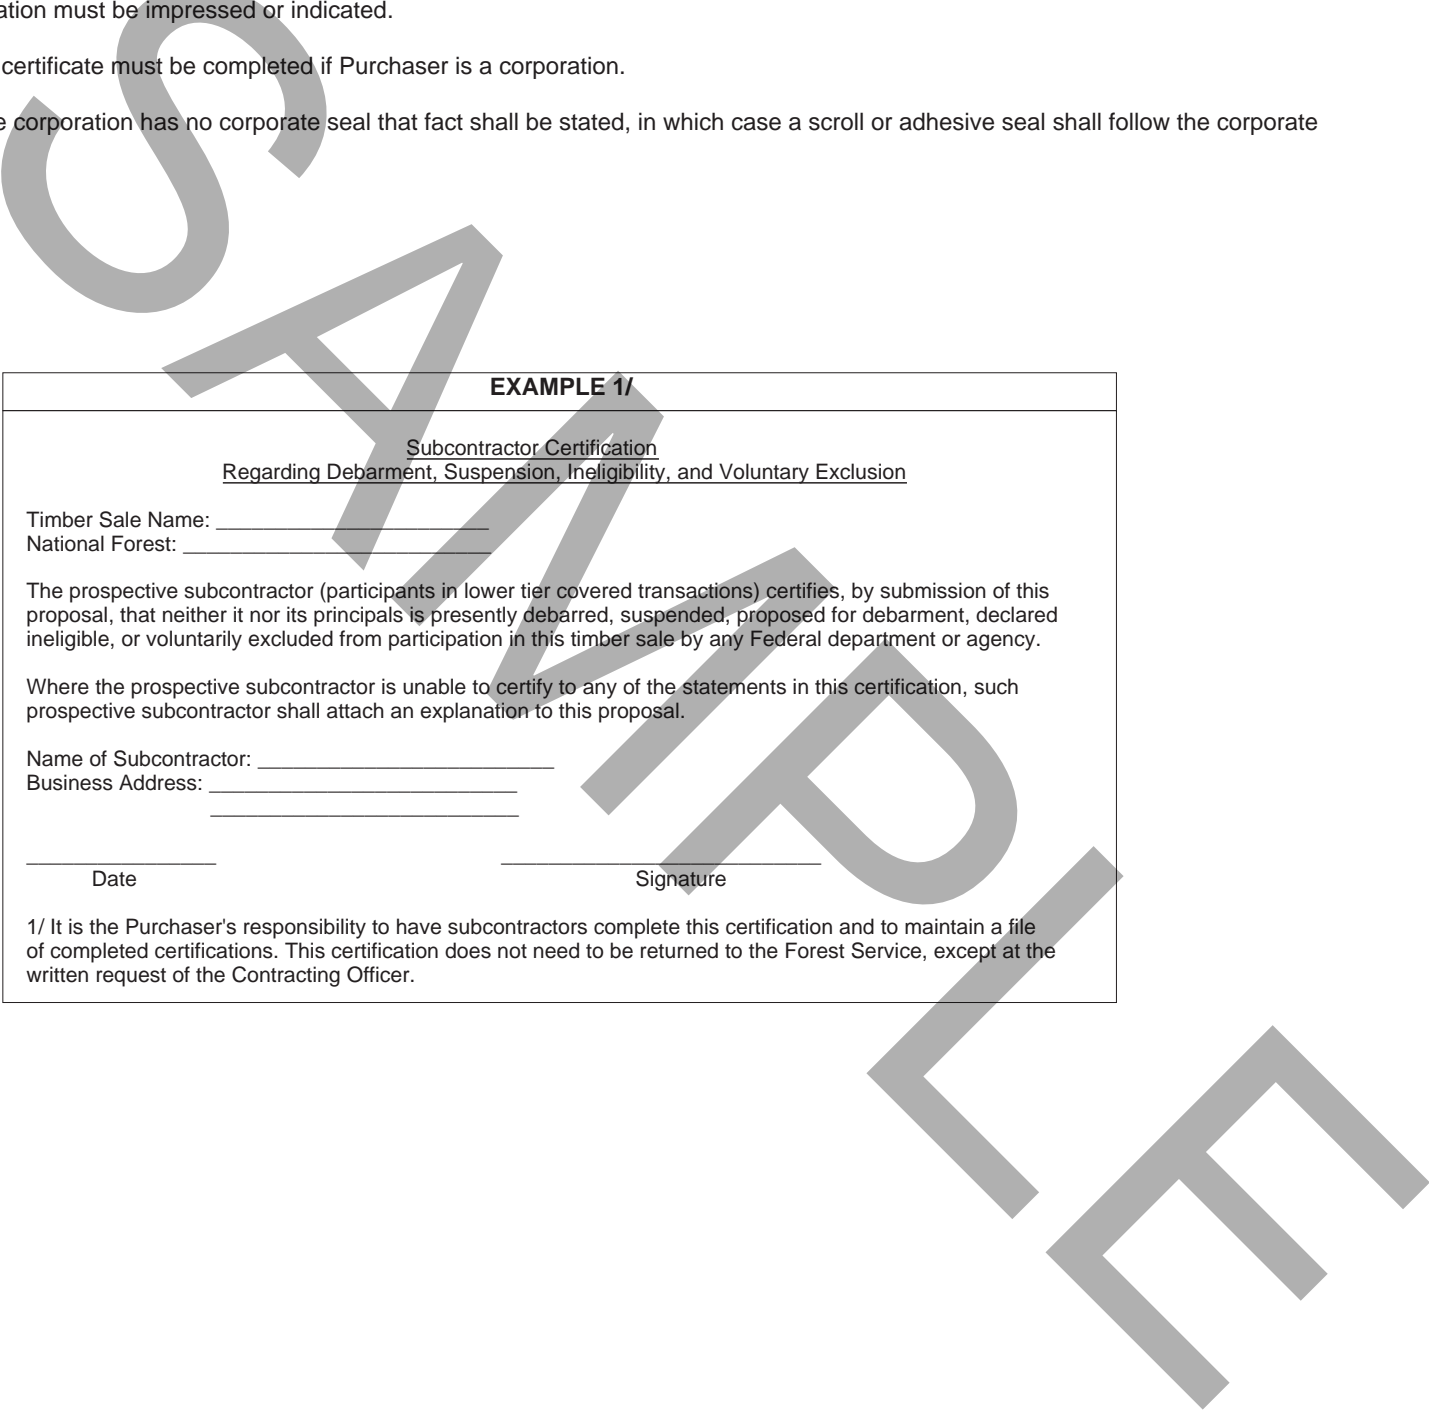 ation must be impressed or indicated.
certificate must be completed if Purchaser is a corporation.
e corporation has no corporate seal that fact shall be stated, in which case a scroll or adhesive seal shall follow the corporate
SAMPLE
EXAMPLE 1/
Subcontractor Certification
Regarding Debarment, Suspension, Ineligibility, and Voluntary Exclusion
Timber Sale Name: _______________________
National Forest: __________________________
The prospective subcontractor (participants in lower tier covered transactions) certifies, by submission of this
proposal, that neither it nor its principals is presently debarred, suspended, proposed for debarment, declared
ineligible, or voluntarily excluded from participation in this timber sale by any Federal department or agency.
Where the prospective subcontractor is unable to certify to any of the statements in this certification, such
prospective subcontractor shall attach an explanation to this proposal.
Name of Subcontractor: _________________________
Business Address: __________________________
__________________________
________________ ___________________________
Date Signature
1/ It is the Purchaser's responsibility to have subcontractors complete this certification and to maintain a file
of completed certifications. This certification does not need to be returned to the Forest Service, except at the
written request of the Contracting Officer.